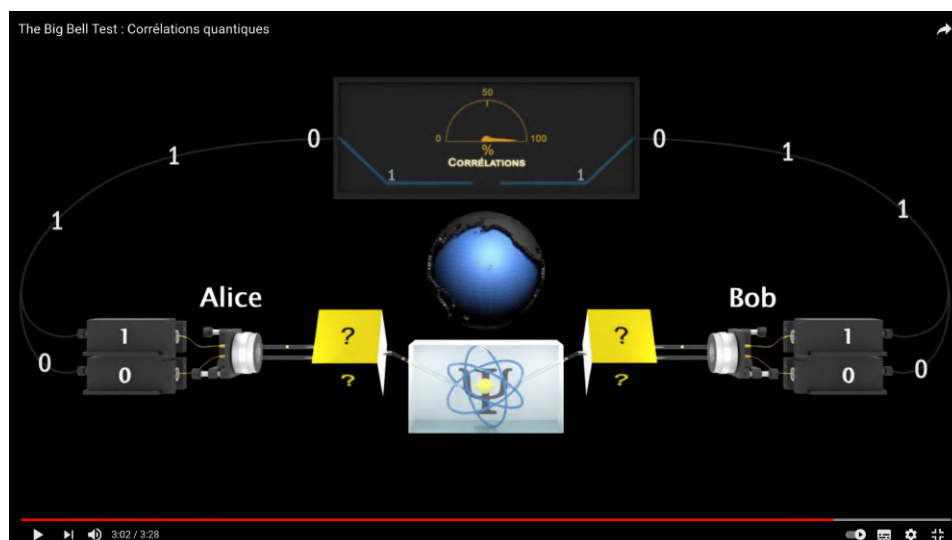 The Big Bell Test : Corrélations quantiques
50
0 100
%
CORRÉLATIONS
0 0
1 1
1 1
1 1
Alice Bob
? ?
1 1
0 0
? ?
0 0
Ψ
3:02 / 3:28